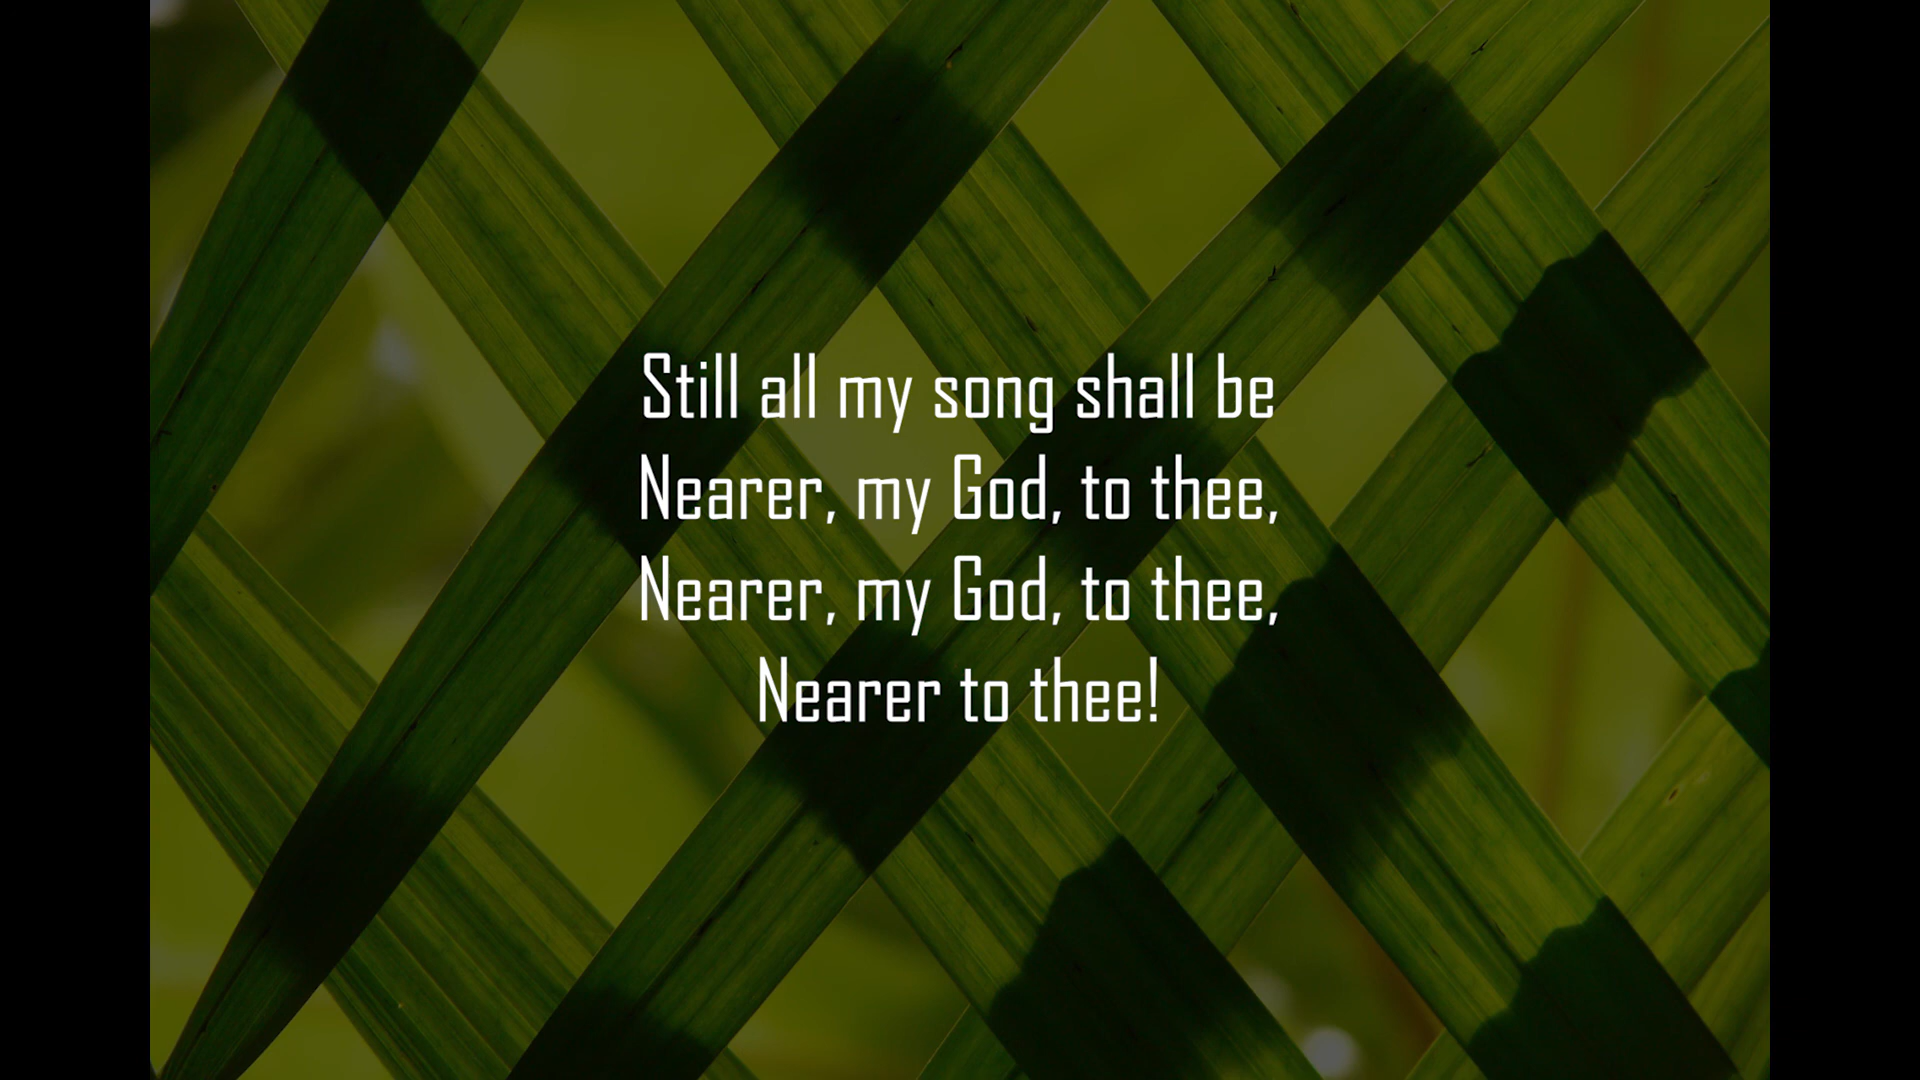 Still all my song shall be
Nearer, my God, to thee,
Nearer, my God, to thee,
Nearer to thee!